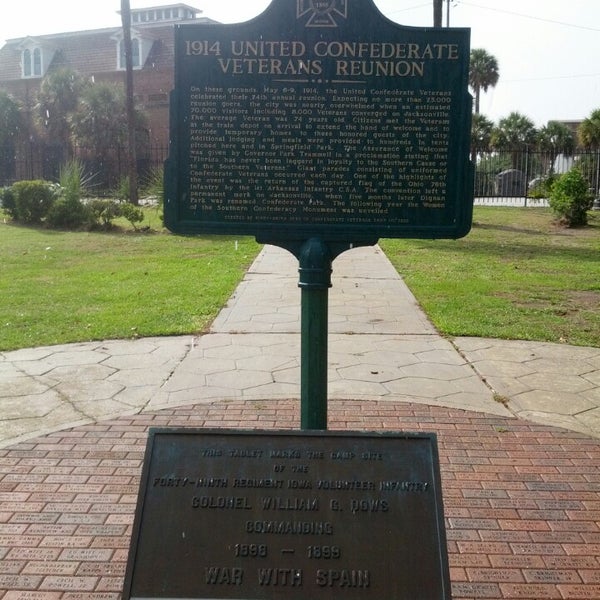 1914 UNITED CONFEDERATE
VETERANS REUNION
On these grounds, May 6-9, 1914, the United Confederate Veterans
celebrated their 24th annual reunion. Expecting no more than 25,000
reunion goers, the city was nearly overwhelmed when an estimated
70,000 visitors including 8,000 Veterans converged on Jacksonville.
The average Veteran was 74 years old. Citizens met the Veterans
at the train depot to extend the hand of welcome and to
provide temporary homes to these honored guests of the city.
Additional lodging and meals were provided to hundreds in tents
pitched here and in Springfield Park. The Assurance of Welcome
was given by Governor Park Trammell in a proclamation stating that
"Florida has never been laggard in loyalty to the Southern Cause or
to the Southern Veterans". Giant parades consisting of uniformed
Confederate Veterans occurred every day. One of the highlights of
the event was the return of the captured flag of the Ohio 76th
Infantry by the 1st Arkansas Infantry C.S.A. The convention left a
permanent mark on Jacksonville, when five months later Dignan
Park was renamed Confederate Park. The following year the Women
of the Southern Confederacy Monument was unveiled
THIS TABLET MARKS THE CAMP SITE
OF THE
FORTY-NINTH REGIMENT IOWA VOLUNTEER INFANTRY
COLONEL WILLIAM G. DOWS
COMMANDING
1898 — 1899
WAR WITH SPAIN